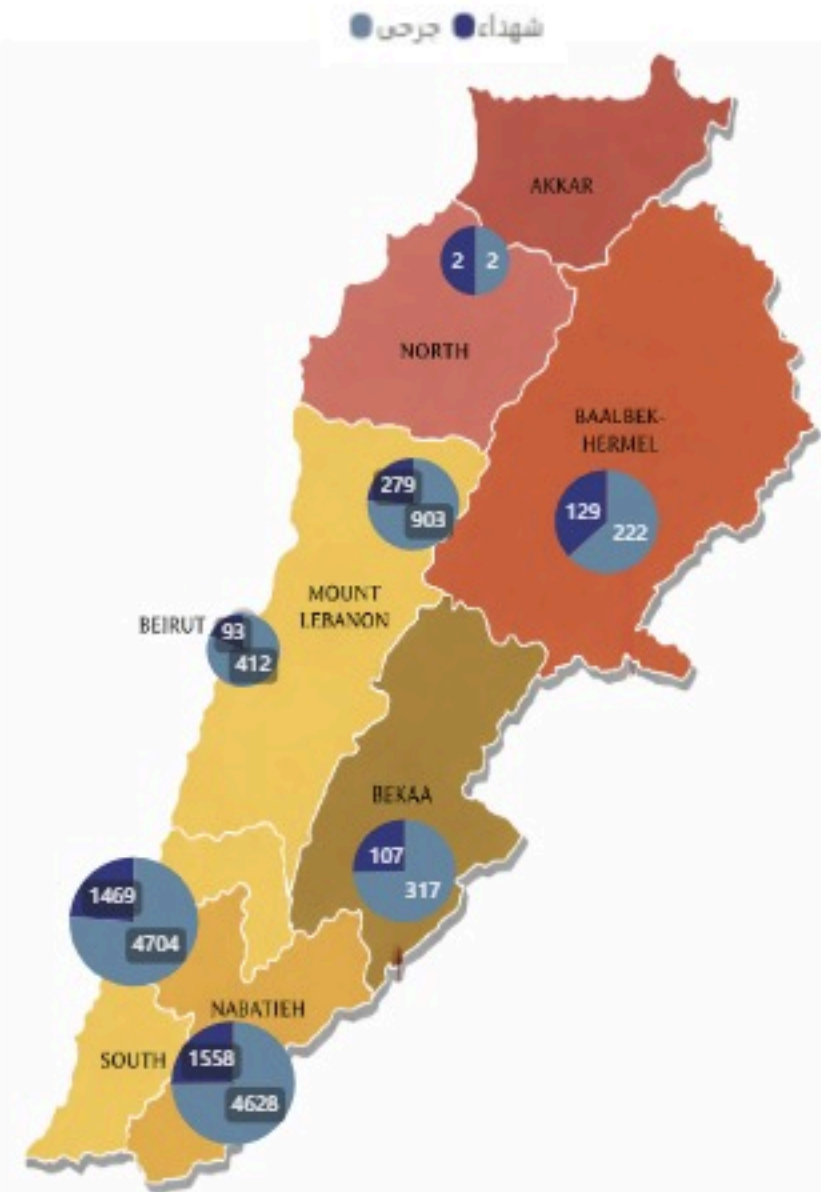 شهداء جرحى
AKKAR
2 2
NORTH
BAALBEK-
HERMEL
279
903
129
222
MOUNT
LEBANON
BEIRUT
93
412
BEKAA
107
317
1469
4704
NABATIEH
SOUTH
1558
4628